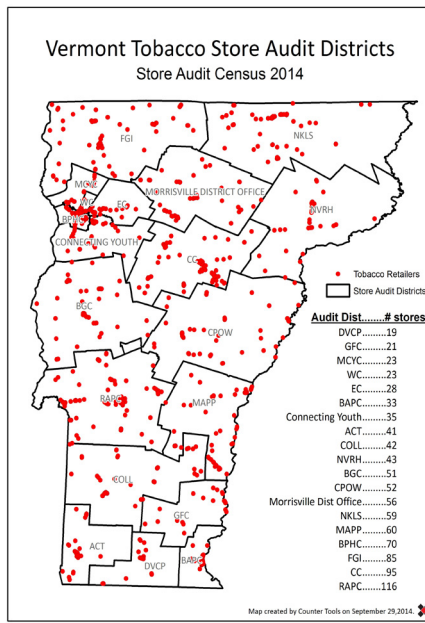 Vermont Tobacco Store Audit Districts
Store Audit Census 2014
FGI
NKLS
MCYC
MORRISVILLE DISTRICT OFFICE
WC
EC
NVRH
BPHC
CONNECTING YOUTH
CC
Tobacco Retailers
Store Audit Districts
BGC
CPOW
RAPC
MAPP
COLL
GFC
ACT
DVCP
BAPC
Audit Dist.......# stores
DVCP.........19
GFC.........21
MCYC.........23
WC.........23
EC.........28
BAPC.........33
Connecting Youth.........35
ACT.........41
COLL.........42
NVRH.........43
BGC.........51
CPOW.........52
Morrisville Dist Office.........56
NKLS.........59
MAPP.........60
BPHC.........70
FGI.........85
CC.........95
RAPC.........116
Map created by Counter Tools on September 29,2014.